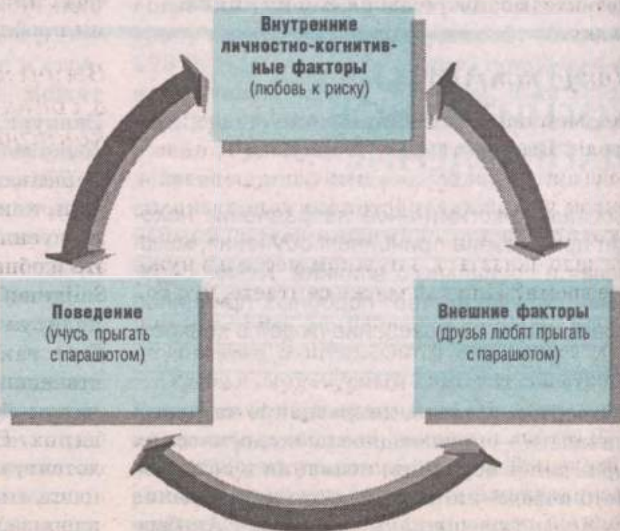 Внутренние
личностно-когнитив-
ные факторы
(любовь к риску)
Поведение
(учусь прыгать
с парашютом)
Внешние факторы
(друзья любят прыгать
с парашютом)